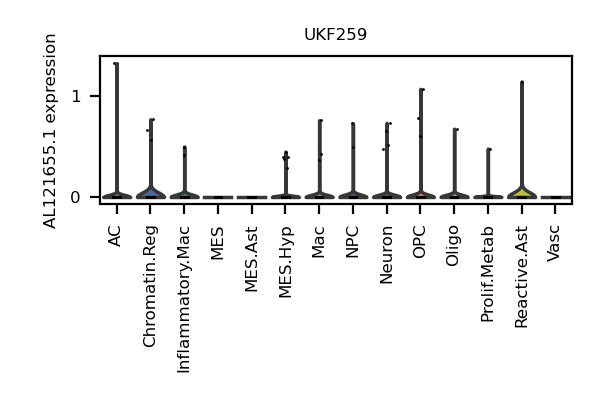 UKF259
AL121655.1 expression
1
0
AC
Chromatin.Reg
Inflammatory.Mac
MES
MES.Ast
MES.Hyp
Mac
NPC
Neuron
OPC
Oligo
Prolif.Metab
Reactive.Ast
Vasc